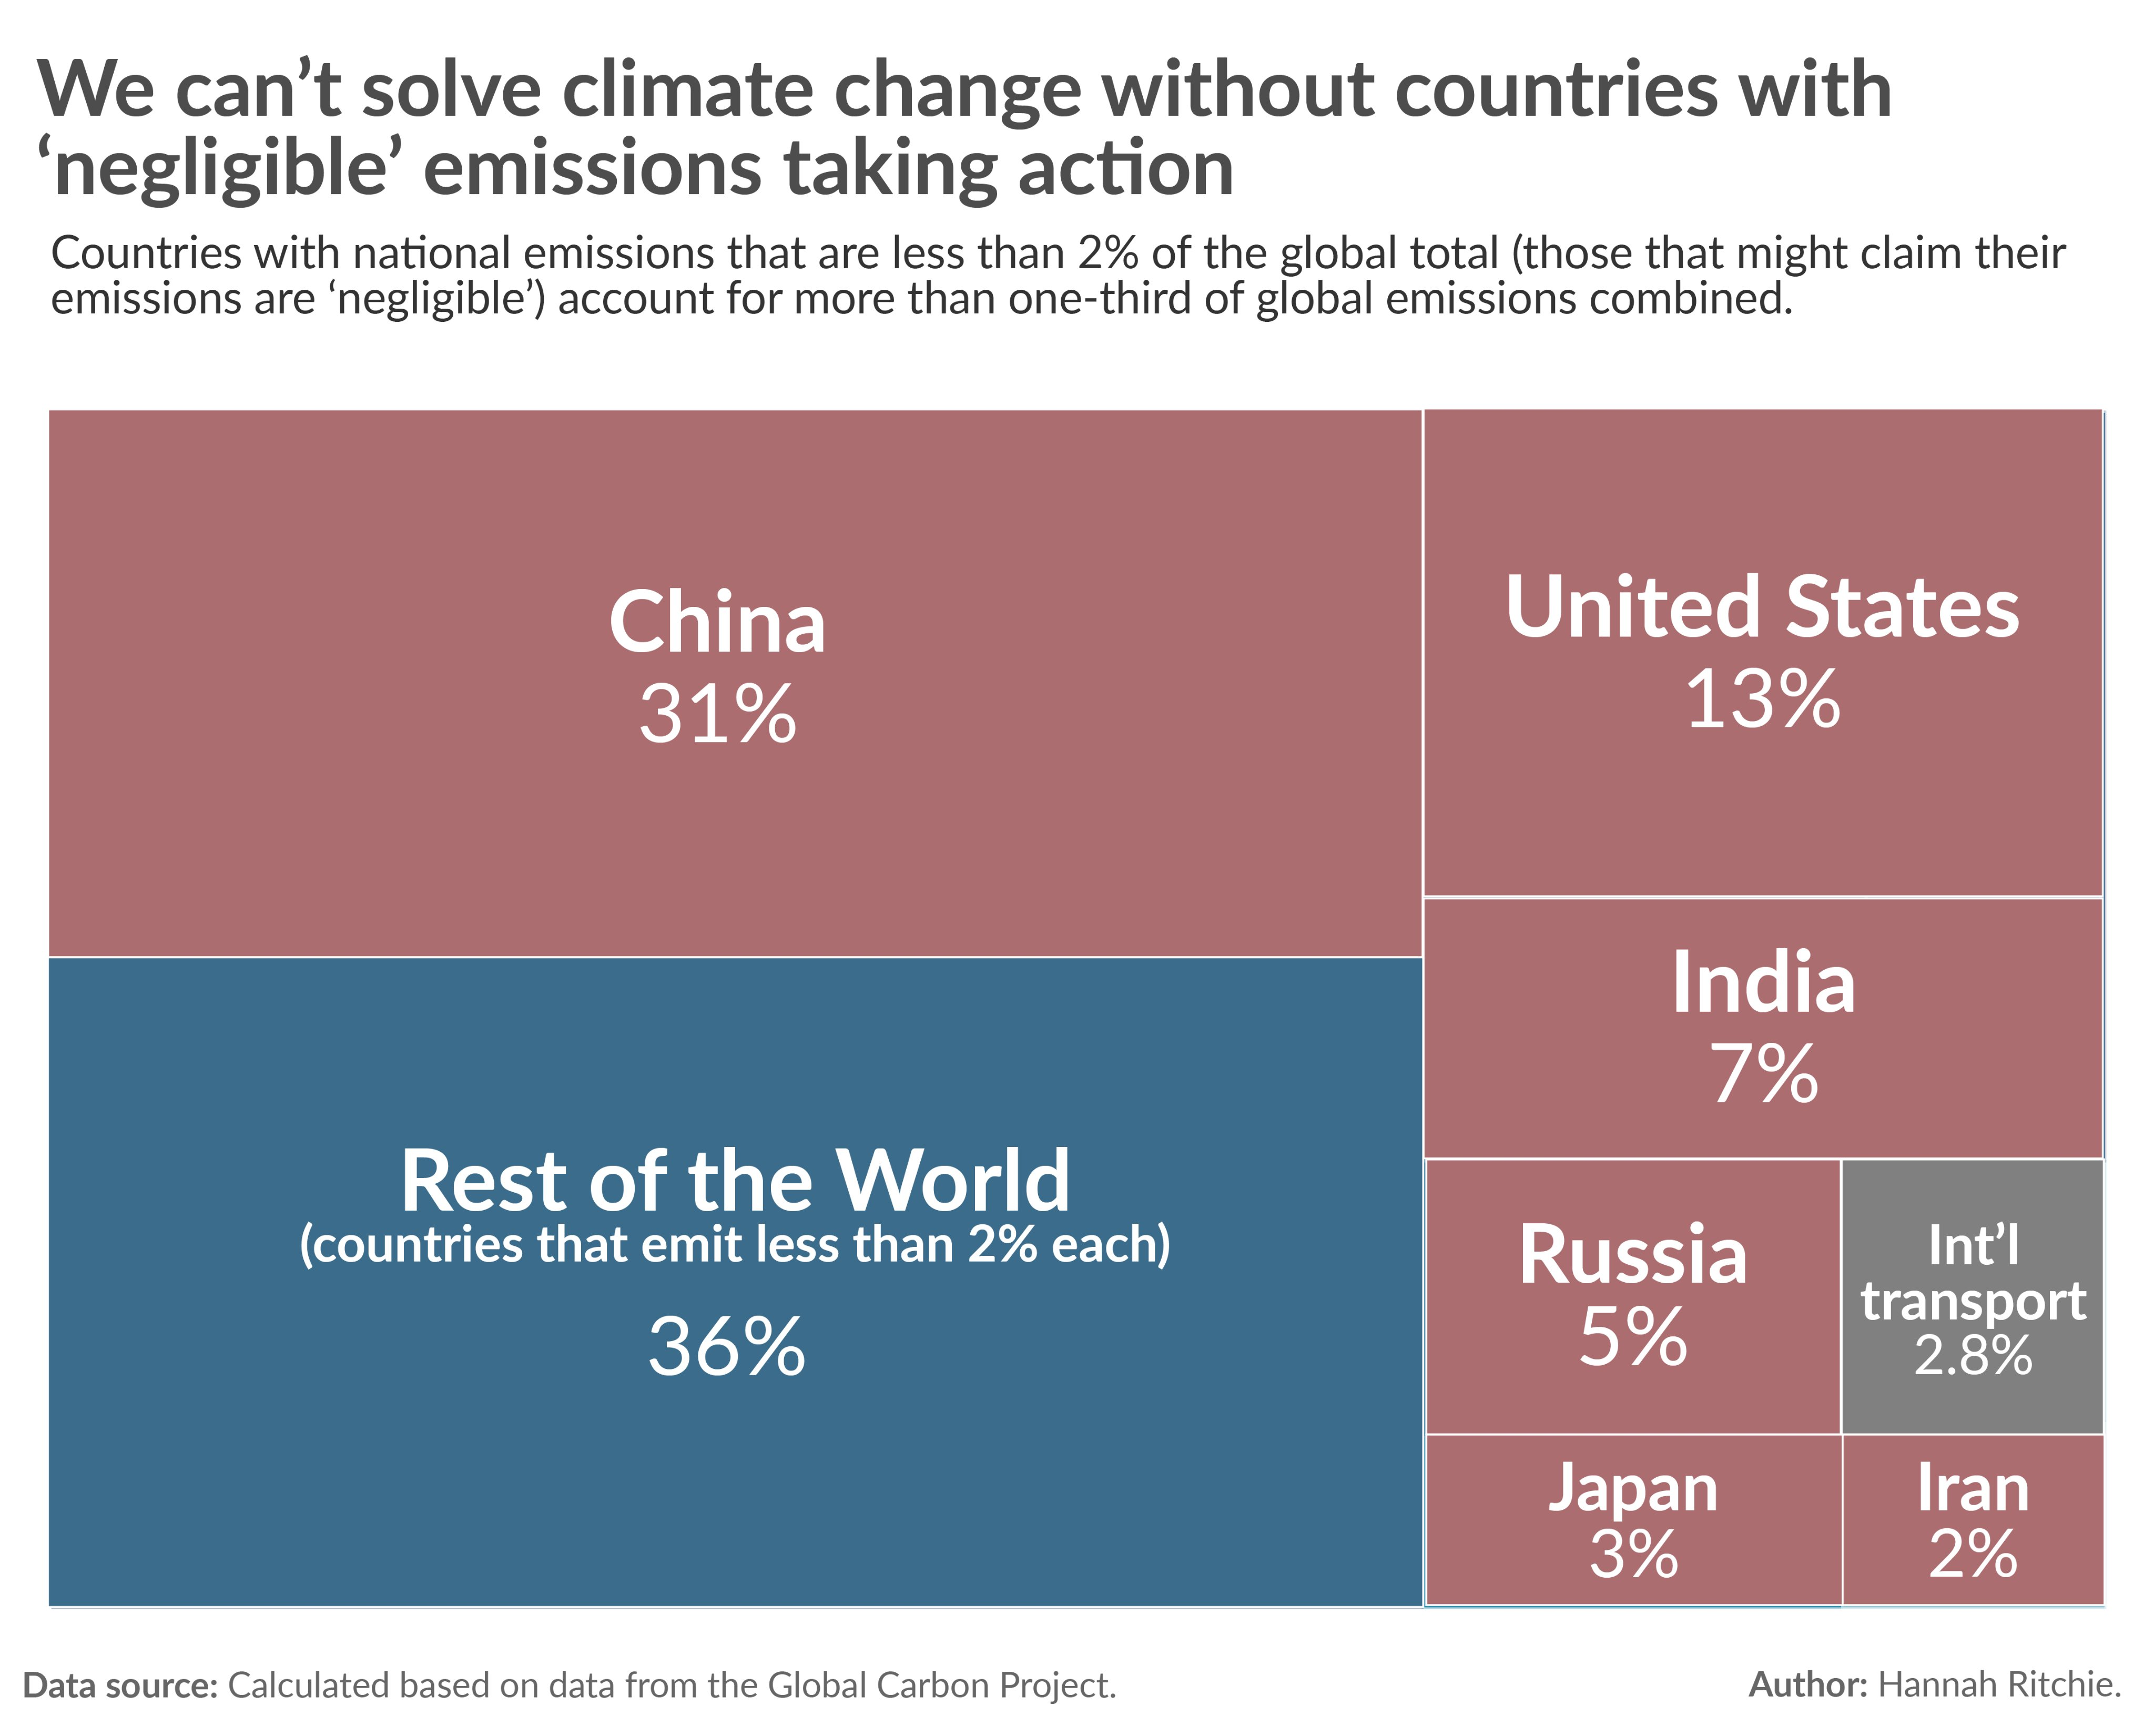 We can’t solve climate change without countries with
‘negligible’ emissions taking action
Countries with national emissions that are less than 2% of the global total (those that might claim their
emissions are ‘negligible’) account for more than one-third of global emissions combined.
China
31%
United States
13%
India
7%
Rest of the World
(countries that emit less than 2% each)
36%
Russia
5%
Int’l
transport
2.8%
Japan
3%
Iran
2%
Data source: Calculated based on data from the Global Carbon Project.
Author: Hannah Ritchie.